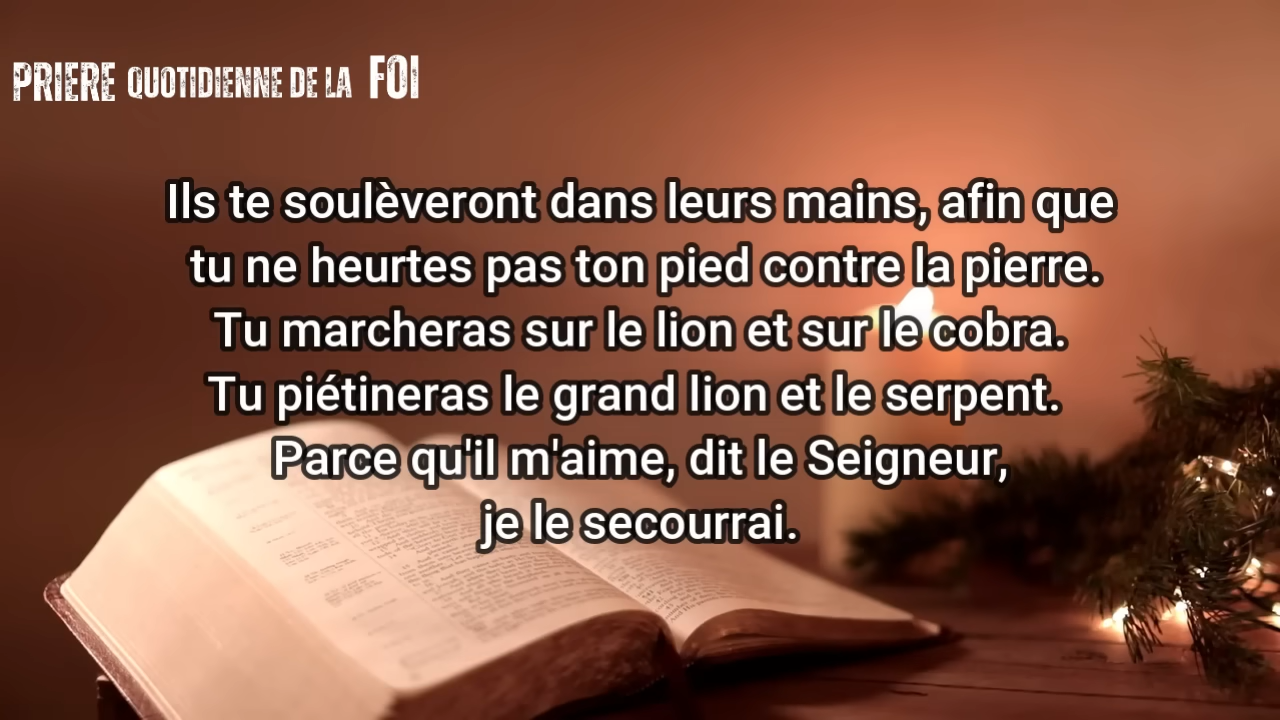 PRIERE QUOTIDIENNE DE LA FOI
Ils te soulèveront dans leurs mains, afin que
tu ne heurtes pas ton pied contre la pierre.
Tu marcheras sur le lion et sur le cobra.
Tu piétineras le grand lion et le serpent.
Parce qu'il m'aime, dit le Seigneur,
je le secourrai.